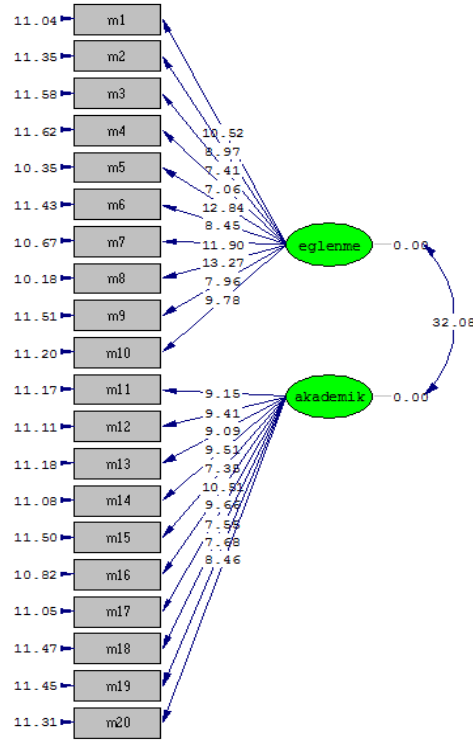 11.04 m1
11.35 m2
11.58 m3
11.62 m4
10.35 m5
11.43 m6
10.67 m7
10.18 m8
11.51 m9
11.20 m10
11.17 m11
11.11 m12
11.18 m13
11.08 m14
11.50 m15
10.82 m16
11.05 m17
11.47 m18
11.45 m19
11.31 m20
10.52
8.97
7.41
7.06
12.84
8.45
11.90
13.27
7.96
9.78
eglenme 0.00
32.08
akademik 0.00
9.15
9.41
9.09
9.51
7.35
10.51
9.66
7.55
7.68
8.46